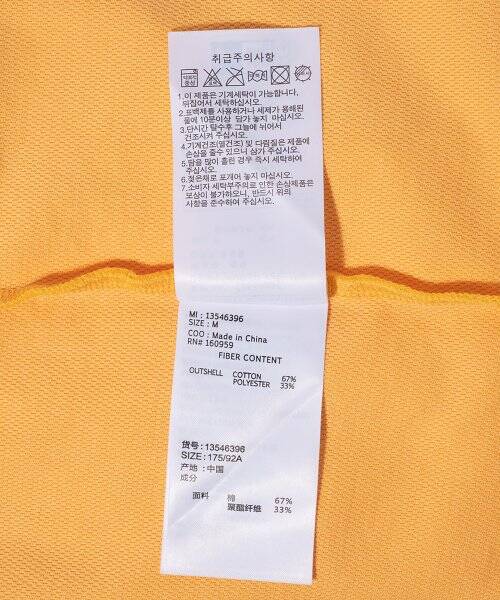 취급주의사항
1.이 제품은 기계세탁이 가능합니다,
뒤집어서 세탁하십시오.
2.표백제를 사용하거나 세제가 용해된
물에 10분이상 담가 놓지 마십시오.
3.단시간 탈수후 그늘에 뉘어서
건조시켜 주십시오.
4.기계건조(열건조) 및 다림질은 제품에
손상을 줄수 있으니 삼가 주십시오.
5.땀을 많이 흘린 경우 즉시 세탁하여
주십시오.
6.젖은채로 포개어 놓지 마십시오.
7.소비자 세탁부주의로 인한 손상제품은
보상이 불가하오니, 반드시 위의
사항을 준수하여 주십시오.
MI : 13546396
SIZE : M
COO : Made in China
RN# 160959
FIBER CONTENT
OUTSHELL COTTON 67%
POLYESTER 33%
货号:13546396
SIZE:175/92A
产地 :中国
成分
面料 棉 67%
聚酯纤维 33%